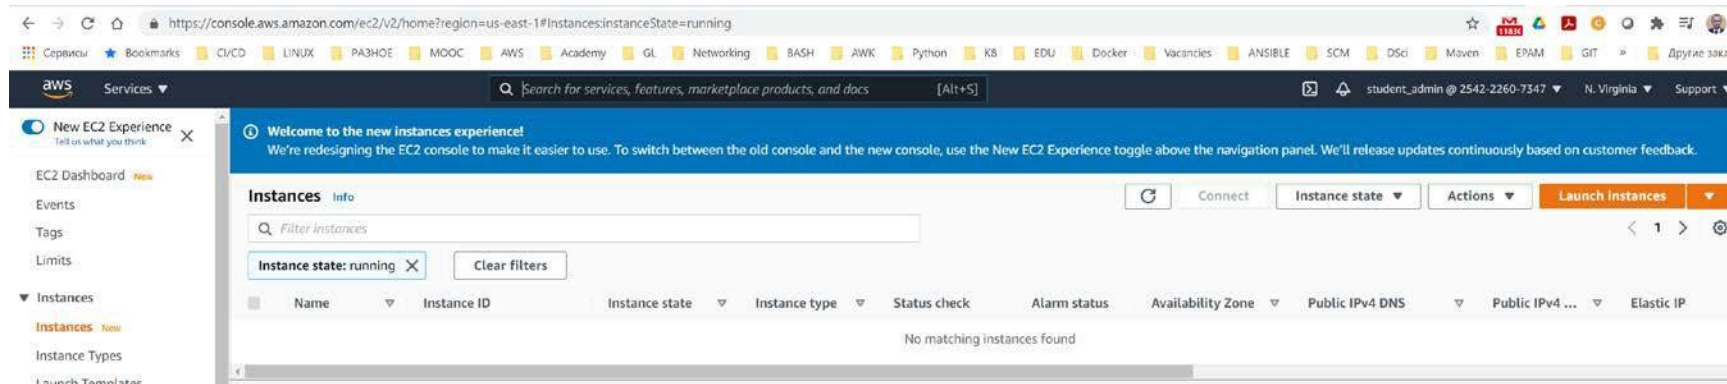 https://console.aws.amazon.com/ec2/v2/home?region=us-east-1#Instances:instanceState=running
Сервисы Bookmarks CI/CD LINUX РАЗНОЕ MOOC AWS Academy GL Networking BASH AWK Python K8 EDU Docker Vacancies ANSIBLE SCM DSci Maven EPAM GIT » Другие зак
aws Services ▼ Search for services, features, marketplace products, and docs [Alt+S] student_admin @ 2542-2260-7347 ▼ N. Virginia ▼ Support
New EC2 Experience
Tell us what you think
Welcome to the new instances experience!
We're redesigning the EC2 console to make it easier to use. To switch between the old console and the new console, use the New EC2 Experience toggle above the navigation panel. We'll release updates continuously based on customer feedback.
EC2 Dashboard New
Events
Tags
Limits
▼ Instances
Instances New
Instance Types
Launch Templates
Instances Info Connect Instance state ▼ Actions ▼ Launch instances ▼
Filter instances < 1 >
Instance state: running X Clear filters
Name Instance ID Instance state Instance type Status check Alarm status Availability Zone Public IPv4 DNS Public IPv4 ... Elastic IP
No matching instances found